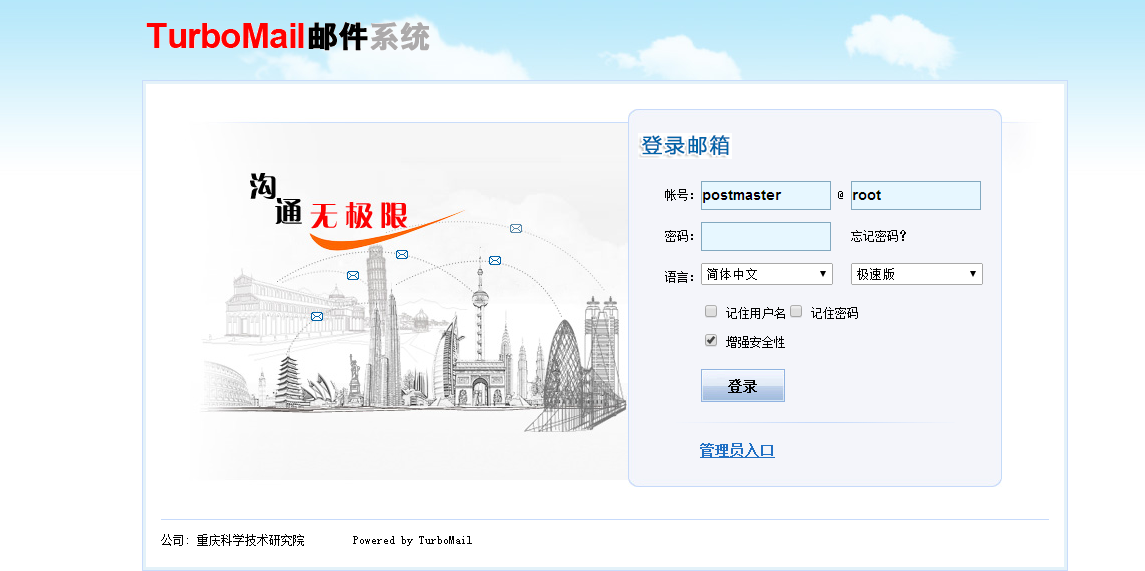 TurboMail邮件系统
沟通无极限
登录邮箱
帐号: postmaster @ root
密码: 忘记密码?
语言: 简体中文 极速版
记住用户名 记住密码
增强安全性
登录
管理员入口
公司: 重庆科学技术研究院 Powered by TurboMail